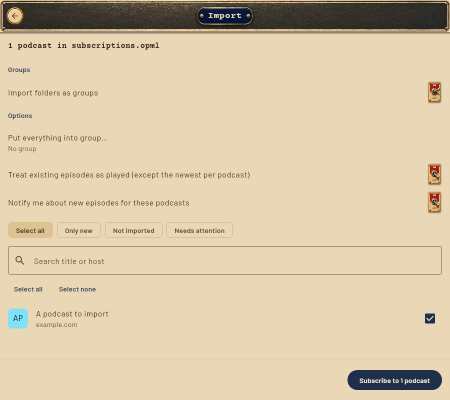 Import
1 podcast in subscriptions.opml
Groups
Import folders as groups
Options
Put everything into group...
No group
Treat existing episodes as played (except the newest per podcast)
Notify me about new episodes for these podcasts
Select all
Only new
Not imported
Needs attention
Search title or host
Select all
Select none
AP
A podcast to import
example.com
Subscribe to 1 podcast